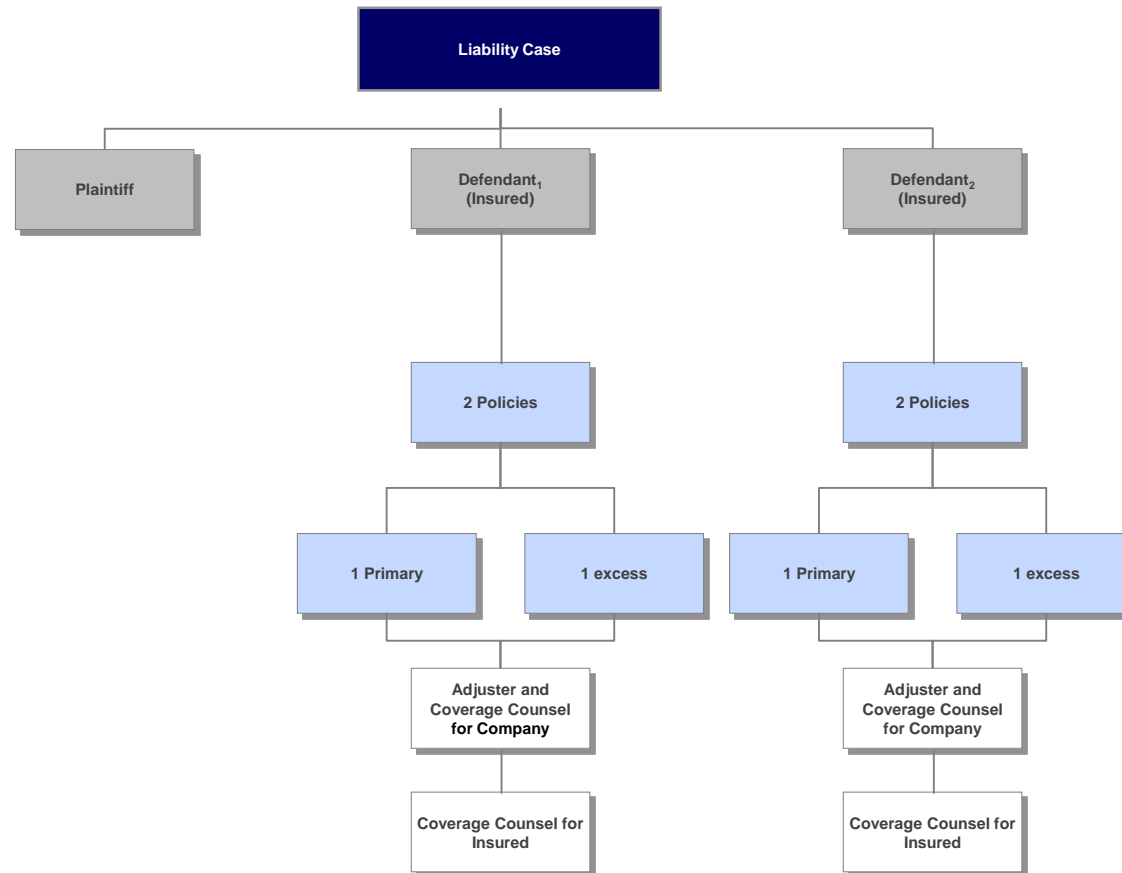 Liability Case
Plaintiff
Defendant₁
(Insured)
Defendant₂
(Insured)
2 Policies
2 Policies
1 Primary
1 excess
1 Primary
1 excess
Adjuster and
Coverage Counsel
for Company
Adjuster and
Coverage Counsel
for Company
Coverage Counsel for
Insured
Coverage Counsel for
Insured